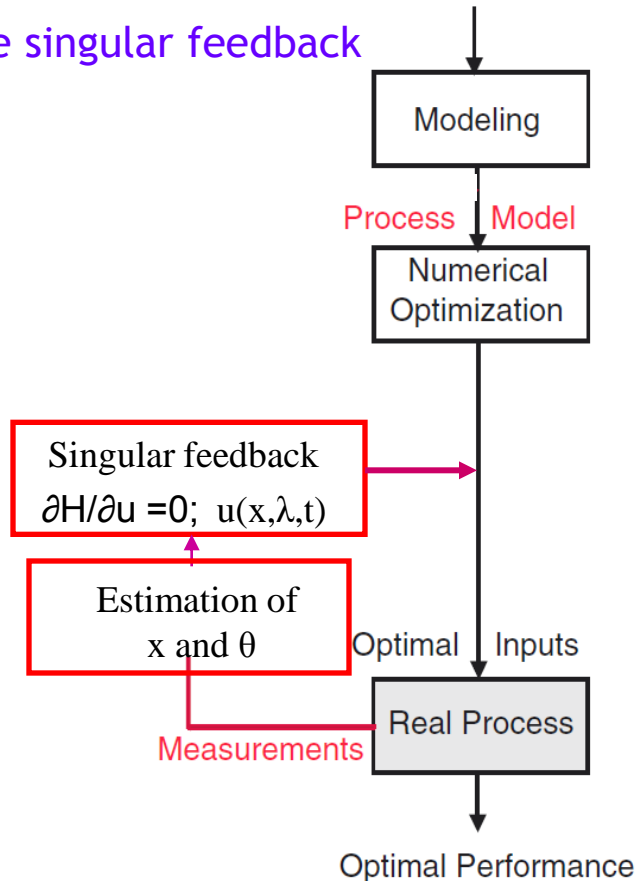 e singular feedback
Modeling
Process Model
Numerical
Optimization
Singular feedback
∂H/∂u =0; u(x,λ,t)
Estimation of
x and θ
Optimal Inputs
Real Process
Measurements
Optimal Performance